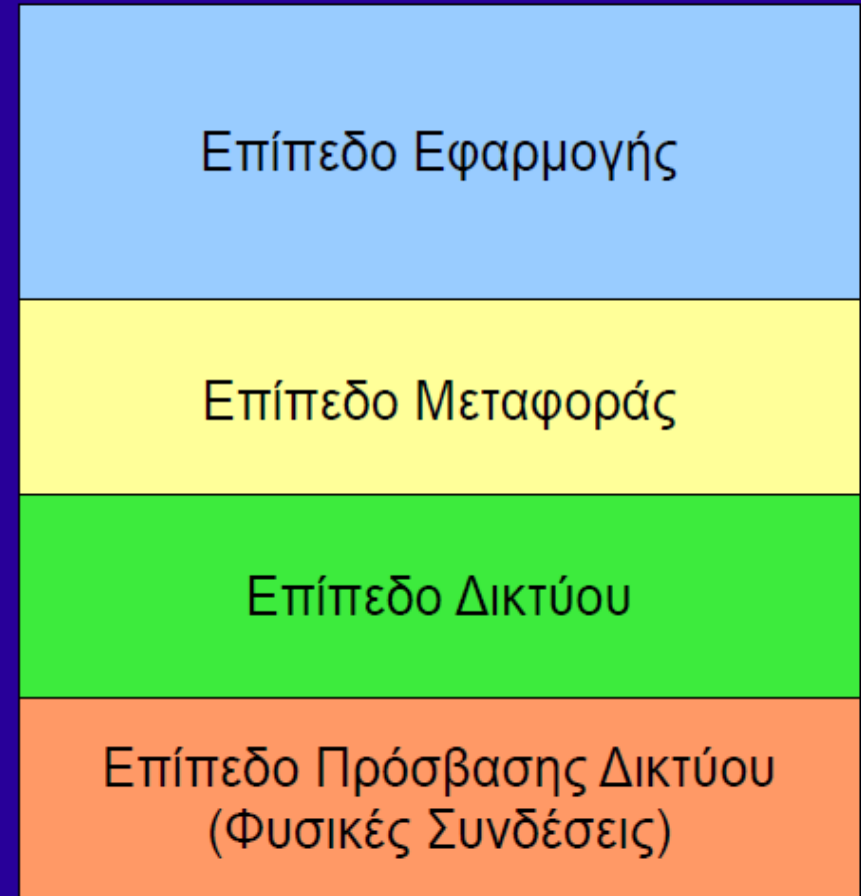 Επίπεδο Εφαρμογής
Επίπεδο Μεταφοράς
Επίπεδο Δικτύου
Επίπεδο Πρόσβασης Δικτύου
(Φυσικές Συνδέσεις)